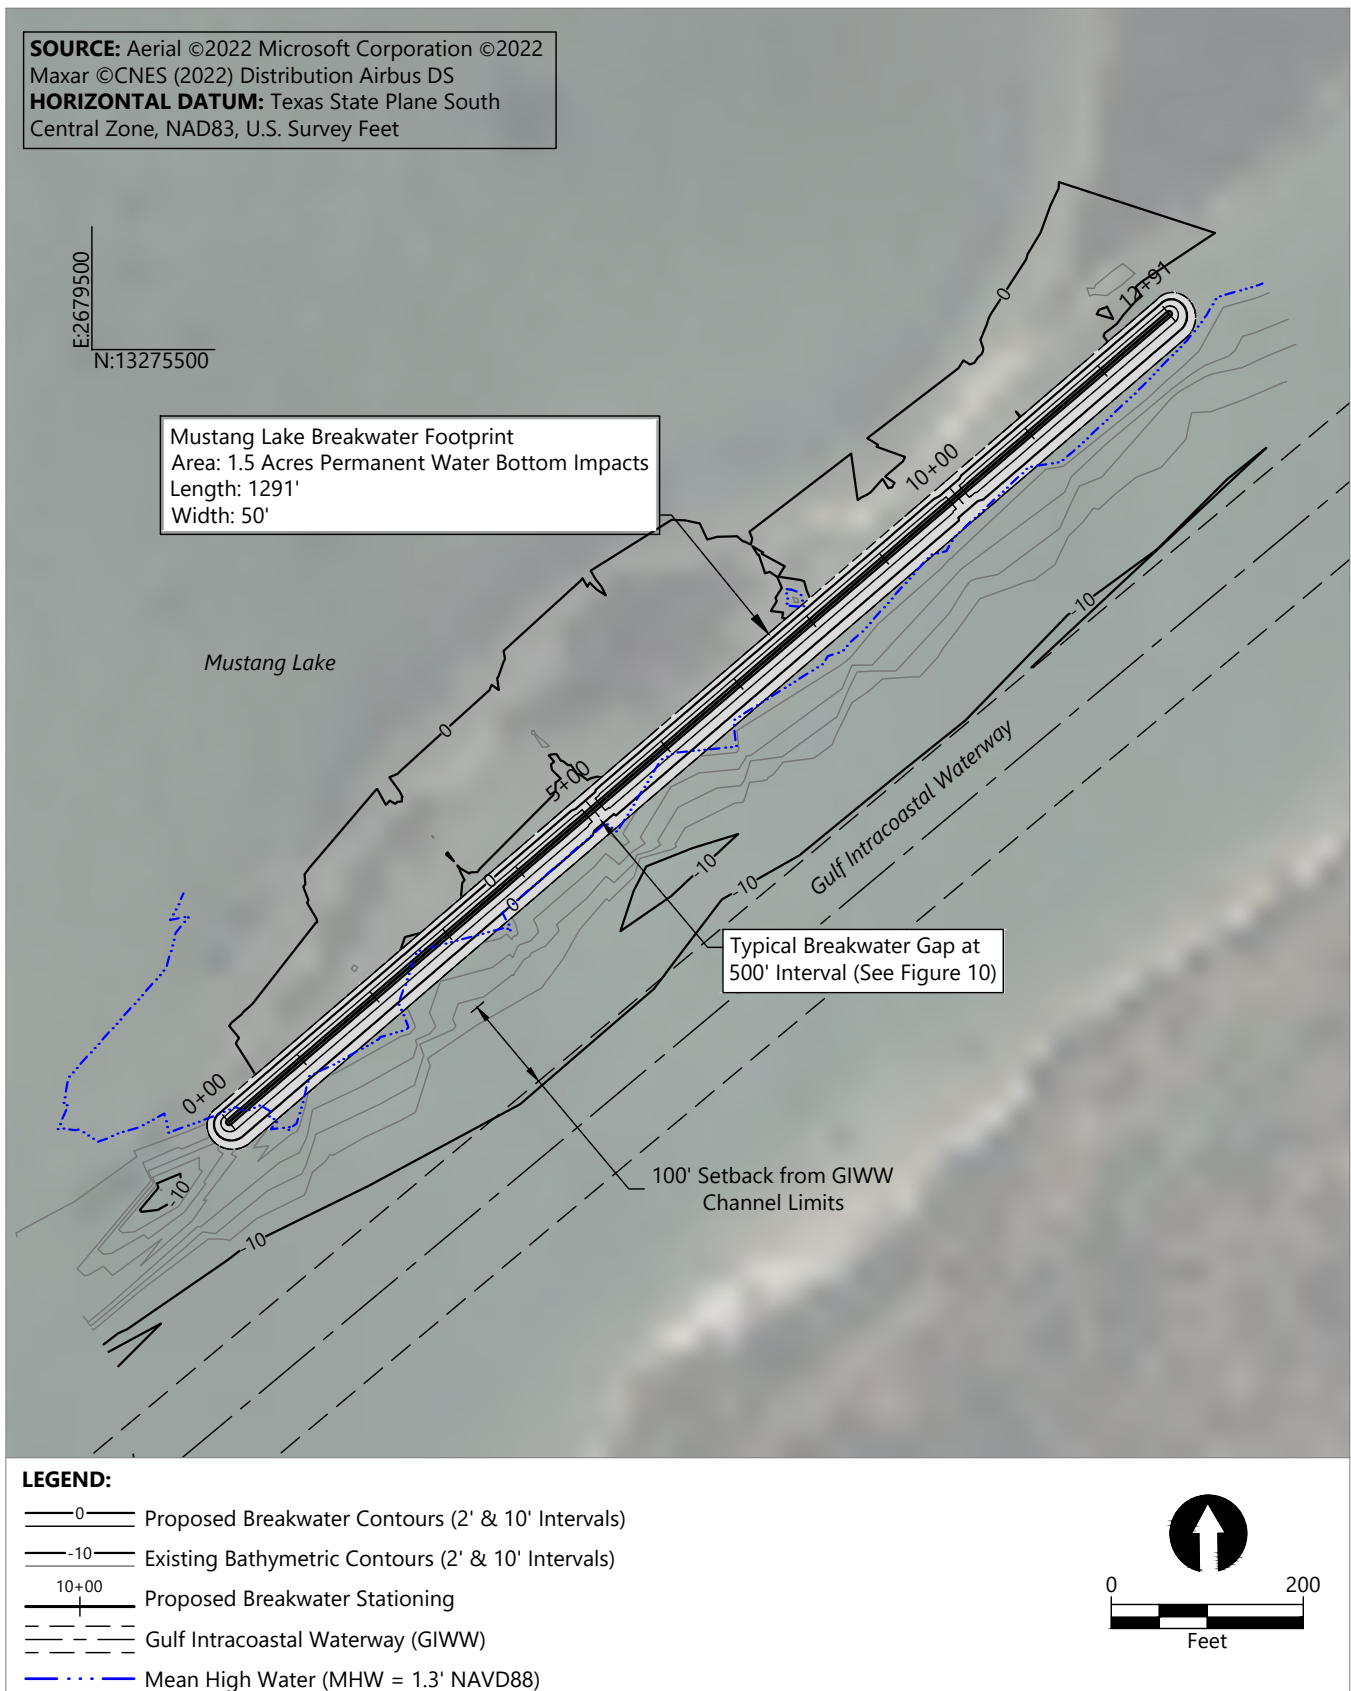 SOURCE: Aerial ©2022 Microsoft Corporation ©2022
Maxar ©CNES (2022) Distribution Airbus DS
HORIZONTAL DATUM: Texas State Plane South
Central Zone, NAD83, U.S. Survey Feet
E:2679500
N:13275500
0
12+91
Mustang Lake Breakwater Footprint
Area: 1.5 Acres Permanent Water Bottom Impacts
Length: 1291'
Width: 50'
10+00
-10
Mustang Lake
0
5+00
Gulf Intracoastal Waterway
-10
-10
0
0
Typical Breakwater Gap at
500' Interval (See Figure 10)
0+00
100' Setback from GIWW
Channel Limits
-10
-10
LEGEND:
0
Proposed Breakwater Contours (2' & 10' Intervals)
-10
Existing Bathymetric Contours (2' & 10' Intervals)
10+00
Proposed Breakwater Stationing
Gulf Intracoastal Waterway (GIWW)
Mean High Water (MHW = 1.3' NAVD88)
0 200
Feet